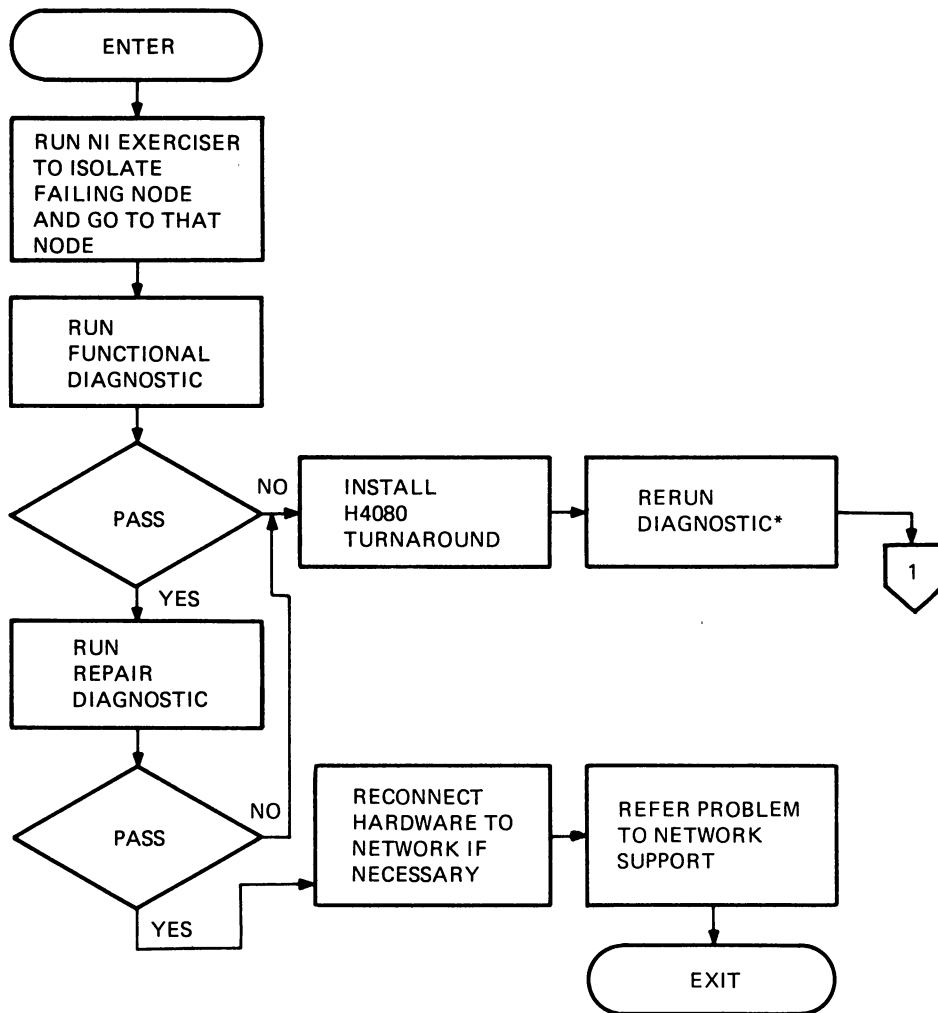 ENTER
RUN NI EXERCISER
TO ISOLATE
FAILING NODE
AND GO TO THAT
NODE
RUN
FUNCTIONAL
DIAGNOSTIC
PASS
NO
INSTALL
H4080
TURNAROUND
RERUN
DIAGNOSTIC*
1
YES
RUN
REPAIR
DIAGNOSTIC
PASS
NO
YES
RECONNECT
HARDWARE TO
NETWORK IF
NECESSARY
REFER PROBLEM
TO NETWORK
SUPPORT
EXIT